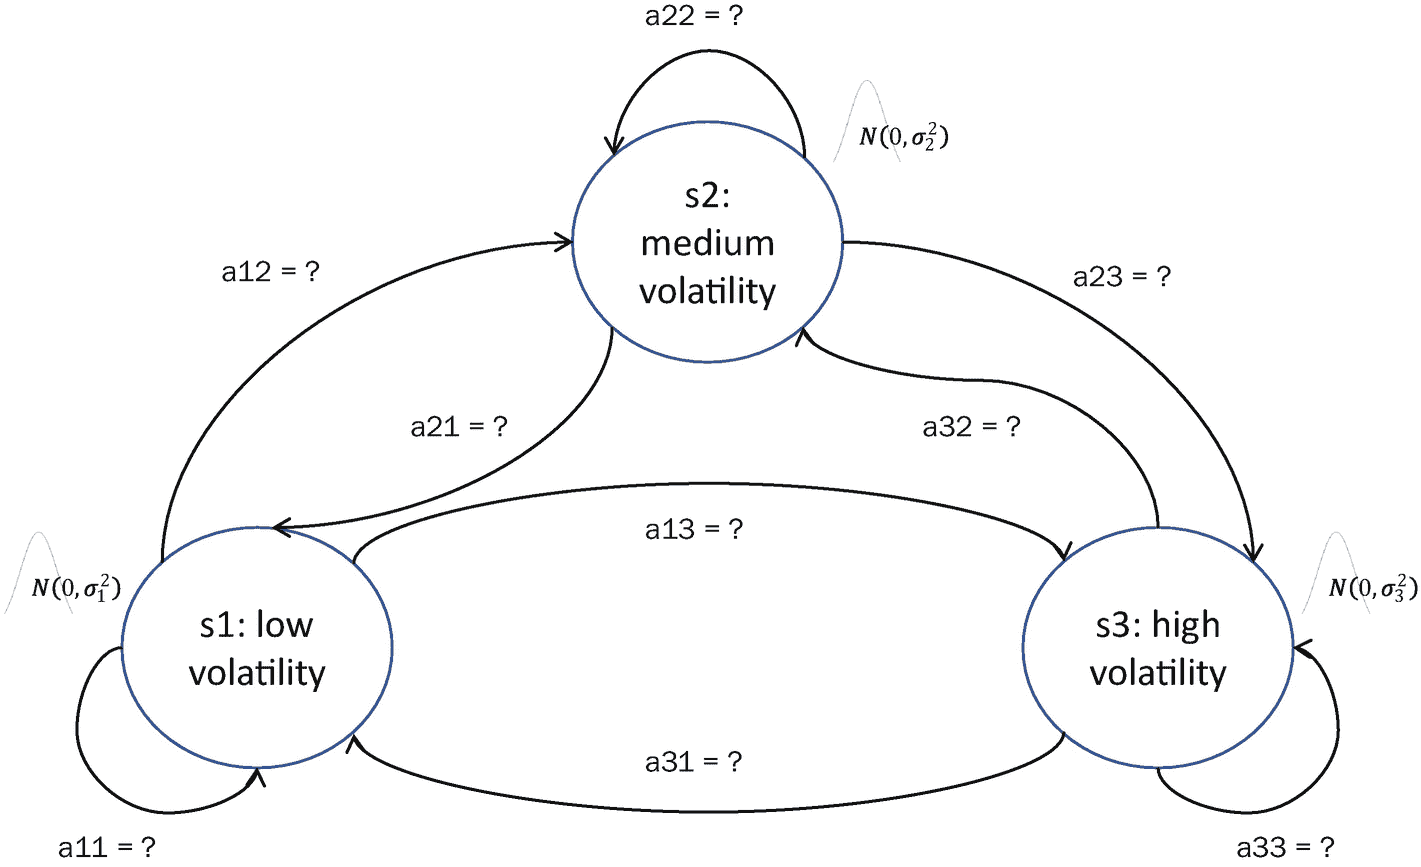 a22 = ?
N(0, σ₂²)
s2:
medium
volatility
a12 = ?
a23 = ?
a21 = ?
a32 = ?
a13 = ?
N(0, σ₁²)
s1: low
volatility
N(0, σ₃²)
s3: high
volatility
a31 = ?
a11 = ?
a33 = ?